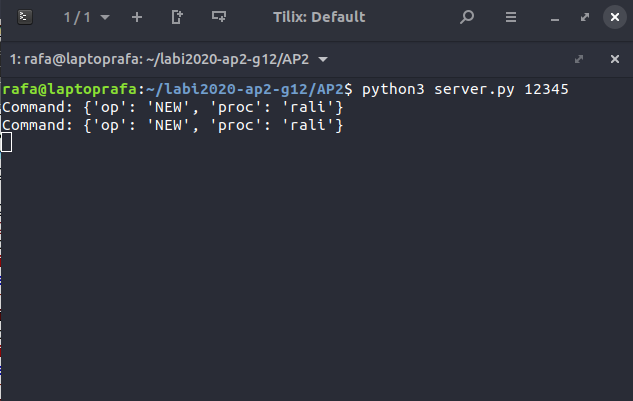 1 / 1 Tilix: Default
1: rafa@laptoprafa: ~/labi2020-ap2-g12/AP2
rafa@laptoprafa:~/labi2020-ap2-g12/AP2$ python3 server.py 12345
Command: {'op': 'NEW', 'proc': 'rali'}
Command: {'op': 'NEW', 'proc': 'rali'}